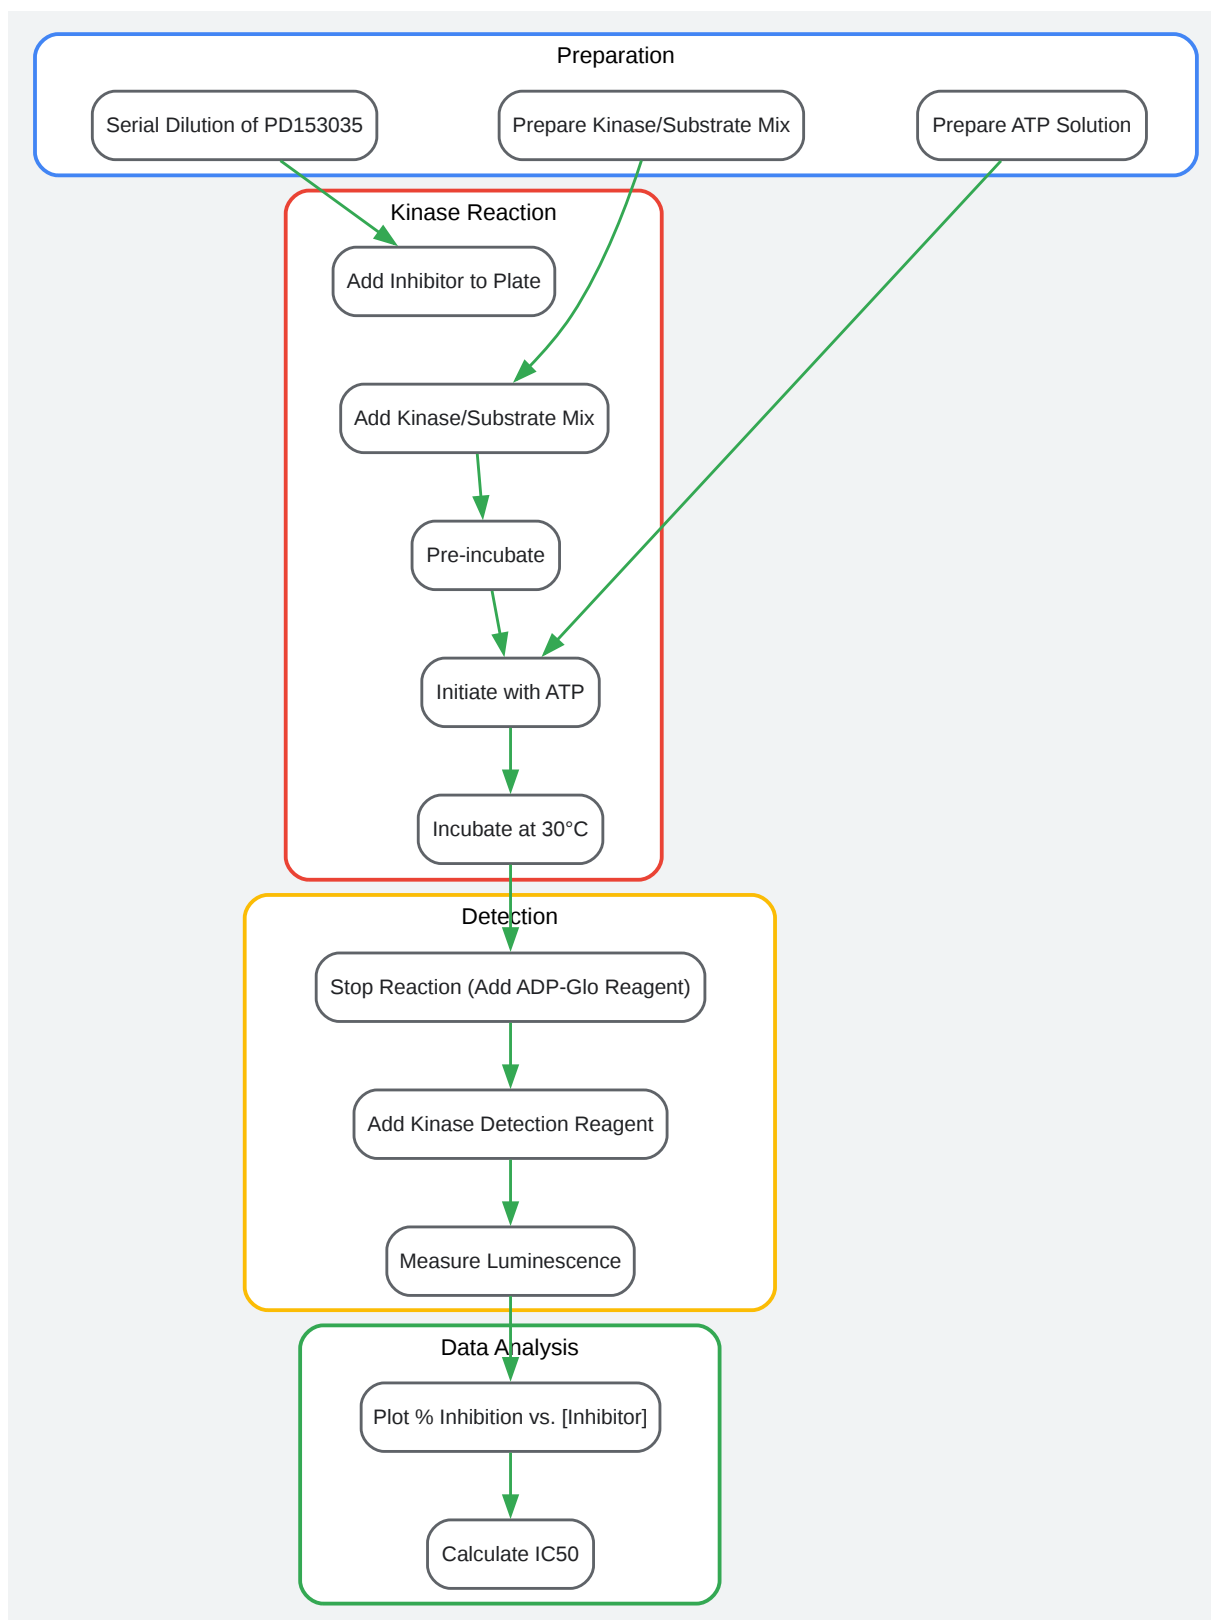 Preparation
Serial Dilution of PD153035
Prepare Kinase/Substrate Mix
Prepare ATP Solution
Kinase Reaction
Add Inhibitor to Plate
Add Kinase/Substrate Mix
Pre-incubate
Initiate with ATP
Incubate at 30°C
Detection
Stop Reaction (Add ADP-Glo Reagent)
Add Kinase Detection Reagent
Measure Luminescence
Data Analysis
Plot % Inhibition vs. [Inhibitor]
Calculate IC50